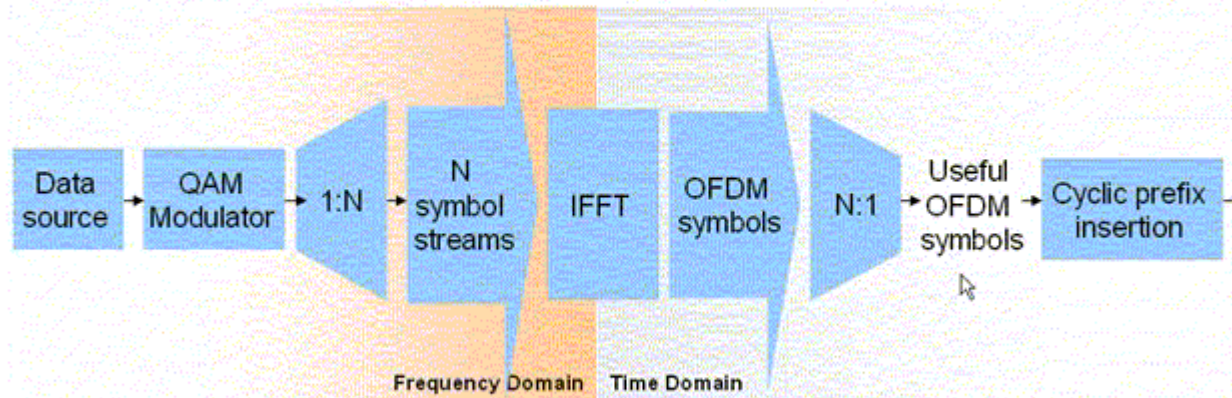 Data
source
QAM
Modulator
1:N
N
symbol
streams
IFFT
OFDM
symbols
N:1
Useful
OFDM
symbols
Cyclic prefix
insertion
Frequency Domain
Time Domain